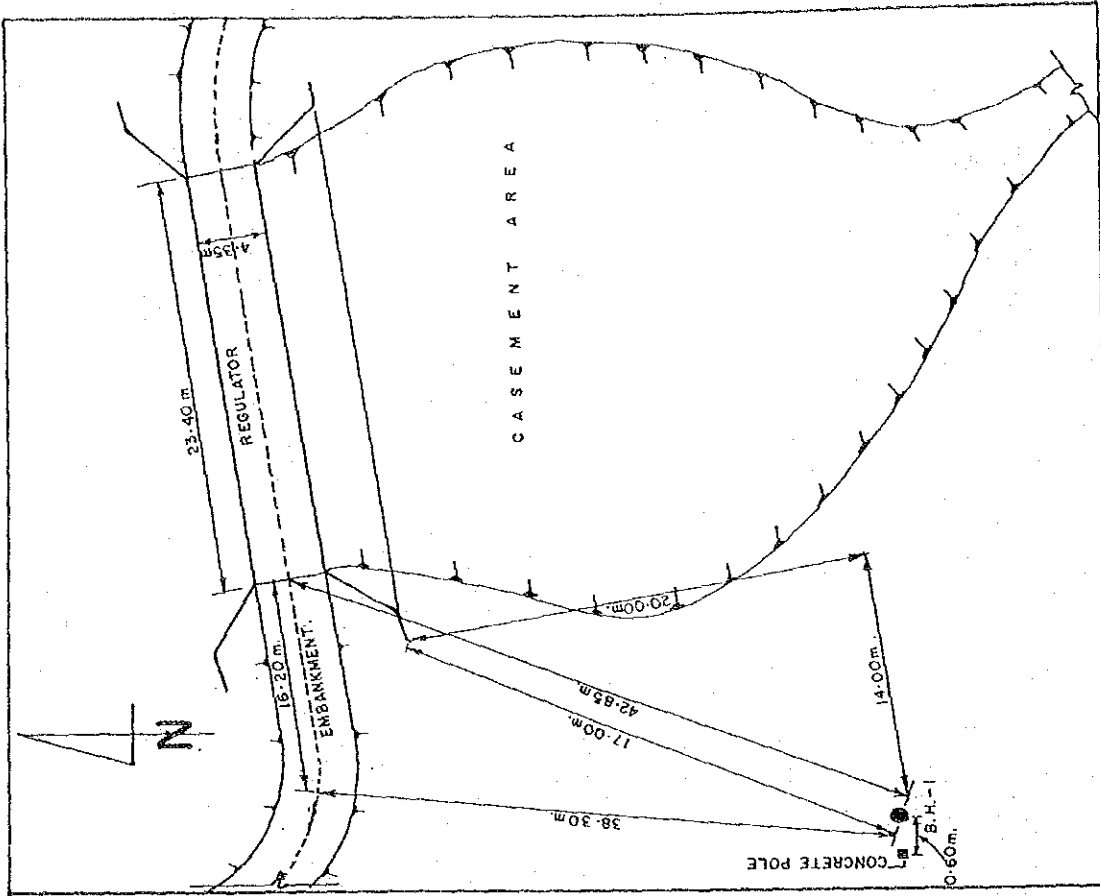 23.40 m
REGULATOR
4.35m
16.20 m.
EMBANKMENT.
N
CASEMENT AREA
20.00m.
42.85m.
17.00m.
14.00m.
38.30m.
B.H.-1
CONCRETE POLE
0.60m.